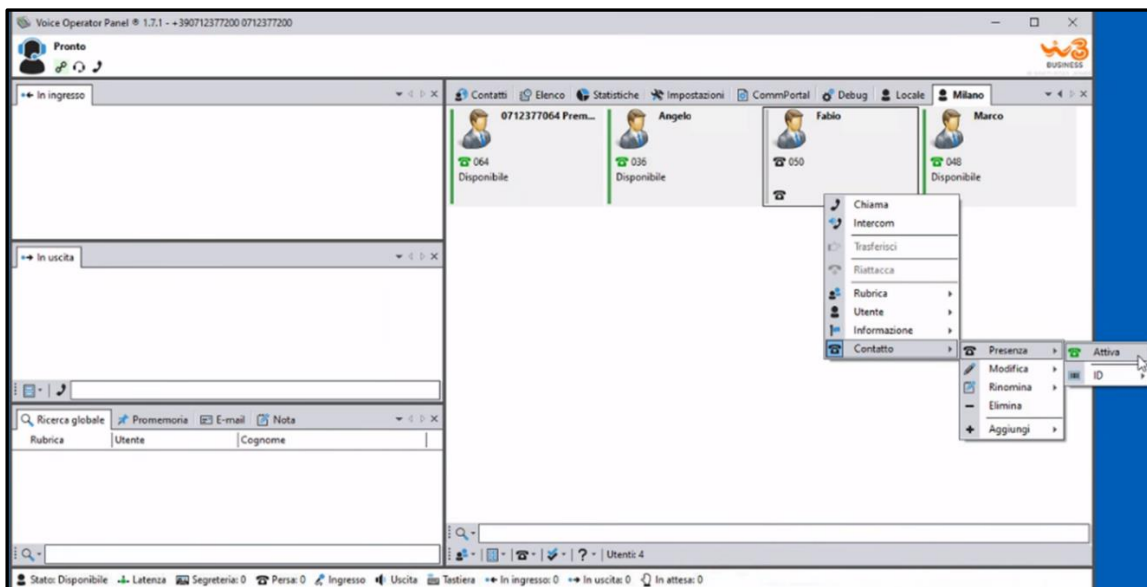 Voice Operator Panel ® 1.7.1 - +390712377200 0712377200
Pronto
W3
BUSINESS
In ingresso
Contatti Elenco Statistiche Impostazioni CommPortal Debug Locale Milano
0712377064 Prem... Angelo Fabio Marco
064 036 050 048
Disponibile Disponibile Disponibile
Chiama
Intercom
Trasferisci
Riattacca
Rubrica
Utente
Informazione
Contatto
Presenza
Modifica
Rinomina
Elimina
Aggiungi
Attiva
ID
In uscita
Ricerca globale Promemoria E-mail Nota
Rubrica Utente Cognome
Utenti: 4
Stato: Disponibile Latenza Segreteria: 0 Persa: 0 Ingresso Uscita Tastiera In ingresso: 0 In uscita: 0 In attesa: 0